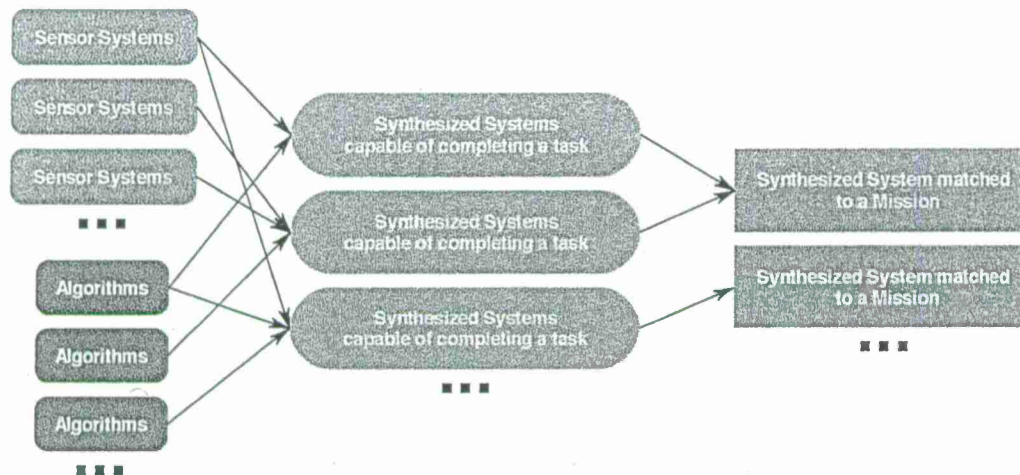 Sensor Systems
Sensor Systems
Sensor Systems
Algorithms
Algorithms
Algorithms
Synthesized Systems
capable of completing a task
Synthesized Systems
capable of completing a task
Synthesized Systems
capable of completing a task
Synthesized System matched
to a Mission
Synthesized System matched
to a Mission